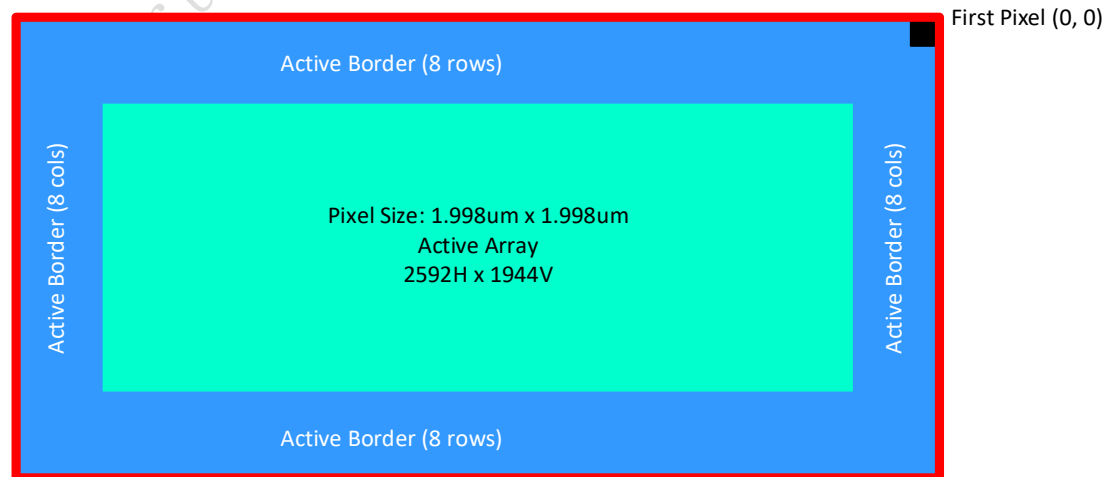 First Pixel (0, 0)
Active Border (8 rows)
Active Border (8 cols)
Pixel Size: 1.998um x 1.998um
Active Array
2592H x 1944V
Active Border (8 cols)
Active Border (8 rows)